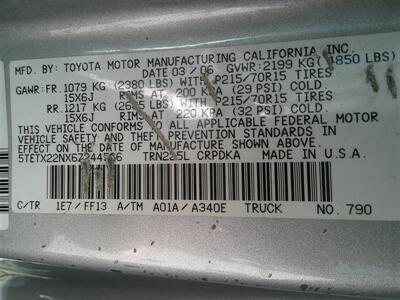 MFD. BY: TOYOTA MOTOR MANUFACTURING CALIFORNIA INC.
DATE 03/06 GVWR: 2199 KG (4850 LBS)
GAWR: FR. 1079 KG (2380 LBS) WITH P215/70R15 TIRES
15X6J RIMS AT 200 KPA (29 PSI) COLD.
RR 1217 KG LBS) P215/70R15 TIRES
15X6J RIMS AT 220 KPA (32 PSI) COLD.
THIS VEHICLE CONFORMS TO ALL APPLICABLE FEDERAL MOTOR
VEHICLE SAFETY AND THEFT PREVENTION STANDARDS IN
EFFECT ON THE DATE OF MANUFACTURE SHOWN ABOVE.
TRN225L CRPDKA MADE IN U.S.A.
C/TR 1E7/FF13 A/TM A01A/A340E TRUCK NO. 790